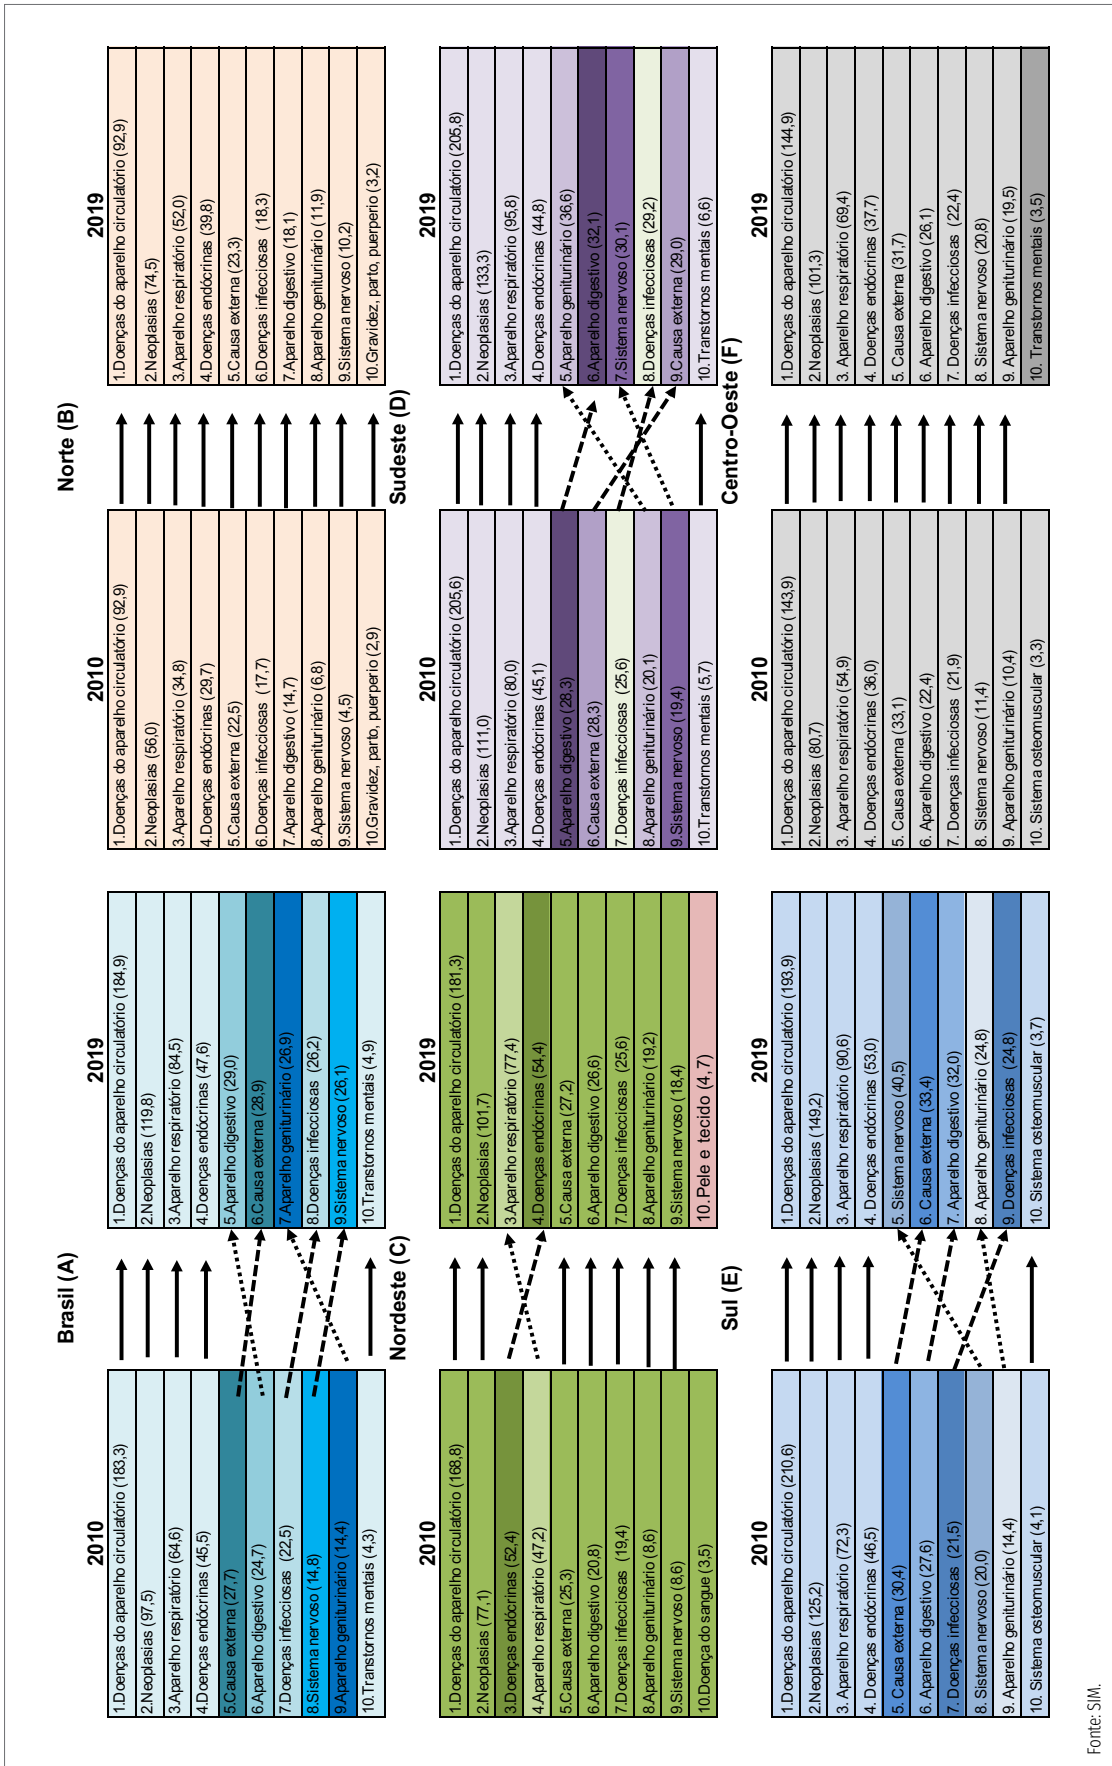 Brasil (A)
2010
1.Doenças do aparelho circulatório (183,3)
2.Neoplasias (97,5)
3.Aparelho respiratório (64,6)
4.Doenças endócrinas (45,5)
5.Causa externa (27,7)
6.Aparelho digestivo (24,7)
7.Doenças infecciosas (22,5)
8.Sistema nervoso (14,8)
9.Aparelho geniturinário (14,4)
10.Transtornos mentais (4,3)
2019
1.Doenças do aparelho circulatório (184,9)
2.Neoplasias (119,8)
3.Aparelho respiratório (84,5)
4.Doenças endócrinas (47,6)
5.Aparelho digestivo (29,0)
6.Causa externa (28,9)
7 Aparelho geniturinário (26,9)
8.Doenças infecciosas (26,2)
9.Sistema nervoso (26,1)
10.Transtornos mentais (4,9)
Norte (B)
2010
1.Doenças do aparelho circulatório (92,9)
2.Neoplasias (56,0)
3.Aparelho respiratório (34,8)
4.Doenças endócrinas (29,7)
5.Causa externa (22,5)
6.Doenças infecciosas (17,7)
7.Aparelho digestivo (14,7)
8.Aparelho geniturinário (6,8)
9.Sistema nervoso (4,5)
10.Gravidez, parto, puerperio (2,9)
2019
1.Doenças do aparelho circulatório (92,9)
2.Neoplasias (74,5)
3.Aparelho respiratório (52,0)
4.Doenças endócrinas (39,8)
5.Causa externa (23,3)
6.Doenças infecciosas (18,3)
7.Aparelho digestivo (18,1)
8.Aparelho geniturinário (11,9)
9.Sistema nervoso (10,2)
10.Gravidez, parto, puerperio (3,2)
Nordeste (C)
2010
1.Doenças do aparelho circulatório (168,8)
2.Neoplasias (77,1)
3.Doenças endócrinas (52,4)
4.Aparelho respiratório (47,2)
5.Causa externa (25,3)
6.Aparelho digestivo (20,8)
7.Doenças infecciosas (19,4)
8.Aparelho geniturinário (8,6)
9.Sistema nervoso (8,6)
10.Doença do sangue (3,5)
2019
1.Doenças do aparelho circulatório (181,3)
2.Neoplasias (101,7)
3.Aparelho respiratório (77,4)
4.Doenças endócrinas (54,4)
5.Causa externa (27,2)
6.Aparelho digestivo (26,6)
7.Doenças infecciosas (25,6)
8.Aparelho geniturinário (19,2)
9.Sistema nervoso (18,4)
10. Pele e tecido (4,7)
Sudeste (D)
2010
1.Doenças do aparelho circulatório (205,6)
2.Neoplasias (111,0)
3.Aparelho respiratório (80,0)
4.Doenças endócrinas (45,1)
5.Aparelho digestivo (28,3)
6.Causa externa (28,3)
7.Doenças infecciosas (25,6)
8.Aparelho geniturinário (20,1)
9.Sistema nervoso (19,4)
10.Transtornos mentais (5,7)
2019
1.Doenças do aparelho circulatório (205,8)
2.Neoplasias (133,3)
3.Aparelho respiratório (95,8)
4.Doenças endócrinas (44,8)
5.Aparelho geniturinário (36,6)
6.Aparelho digestivo (32,1)
7.Sistema nervoso (30,1)
8.Doenças infecciosas (29,2)
9.Causa externa (29,0)
10.Transtornos mentais (6,6)
Sul (E)
2010
1.Doenças do aparelho circulatório (210,6)
2.Neoplasias (125,2)
3. Aparelho respiratório (72,3)
4. Doenças endócrinas (46,5)
5. Causa externa (30,4)
6. Aparelho digestivo (27,6)
7. Doenças infecciosas (21,5)
8. Sistema nervoso (20,0)
9. Aparelho geniturinário (14,4)
10. Sistema osteomuscular (4,1)
2019
1.Doenças do aparelho circulatório (193,9)
2.Neoplasias (149,2)
3. Aparelho respiratório (90,6)
4. Doenças endócrinas (53,0)
5. Sistema nervoso (40,5)
6. Causa externa (33,4)
7. Aparelho digestivo (32,0)
8. Aparelho geniturinário (24,8)
9. Doenças infecciosas (24,8)
10. Sistema osteomuscular (3,7)
Centro-Oeste (F)
2010
1.Doenças do aparelho circulatório (143,9)
2.Neoplasias (80,7)
3. Aparelho respiratório (54,9)
4. Doenças endócrinas (36,0)
5. Causa externa (33,1)
6. Aparelho digestivo (22,4)
7. Doenças infecciosas (21,9)
8. Sistema nervoso (11,4)
9. Aparelho geniturinário (10,4)
10. Sistema osteomuscular (3,3)
2019
1.Doenças do aparelho circulatório (144,9)
2.Neoplasias (101,3)
3. Aparelho respiratório (69,4)
4. Doenças endócrinas (37,7)
5. Causa externa (31,7)
6. Aparelho digestivo (26,1)
7. Doenças infecciosas (22,4)
8. Sistema nervoso (20,8)
9. Aparelho geniturinário (19,5)
10. Transtornos mentais (3,5)
Fonte: SIM.